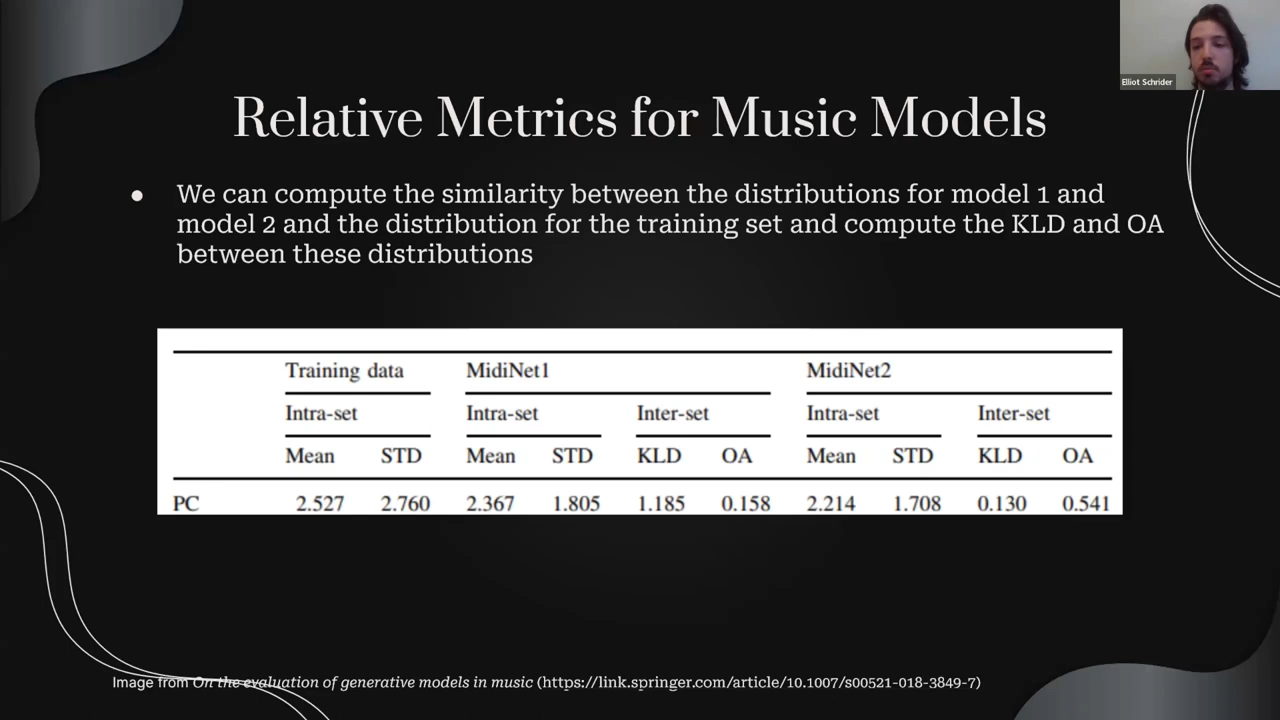 Elliot Schrider
Relative Metrics for Music Models
● We can compute the similarity between the distributions for model 1 and
model 2 and the distribution for the training set and compute the KLD and OA
between these distributions
Training data MidiNet1 MidiNet2
Intra-set Intra-set Inter-set Intra-set Inter-set
Mean STD Mean STD KLD OA Mean STD KLD OA
PC 2.527 2.760 2.367 1.805 1.185 0.158 2.214 1.708 0.130 0.541
Image from On the evaluation of generative models in music (https://link.springer.com/article/10.1007/s00521-018-3849-7)